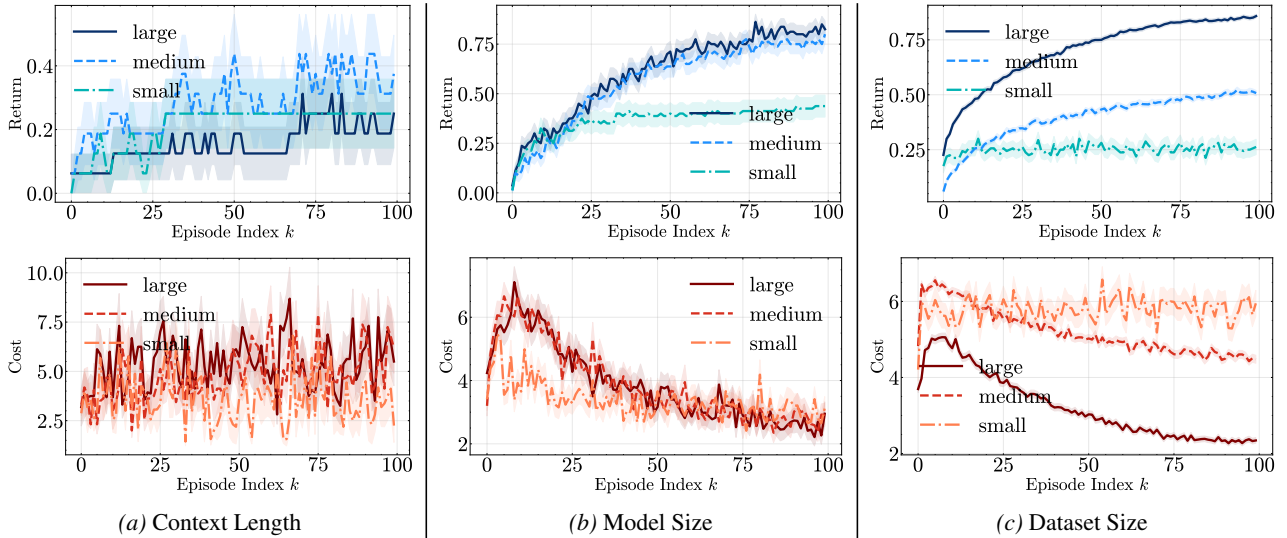 large
medium
small
Return
0.4
0.2
0.0
0 25 50 75 100
Episode Index k
large
medium
small
Cost
10.0
7.5
5.0
2.5
0 25 50 75 100
Episode Index k
(a) Context Length
Return
0.75
0.50
0.25
0.00
large
medium
small
0 25 50 75 100
Episode Index k
large
medium
small
Cost
6
4
2
0 25 50 75 100
Episode Index k
(b) Model Size
large
medium
small
Return
0.75
0.50
0.25
0 25 50 75 100
Episode Index k
Cost
6
4
2
large
medium
small
0 25 50 75 100
Episode Index k
(c) Dataset Size